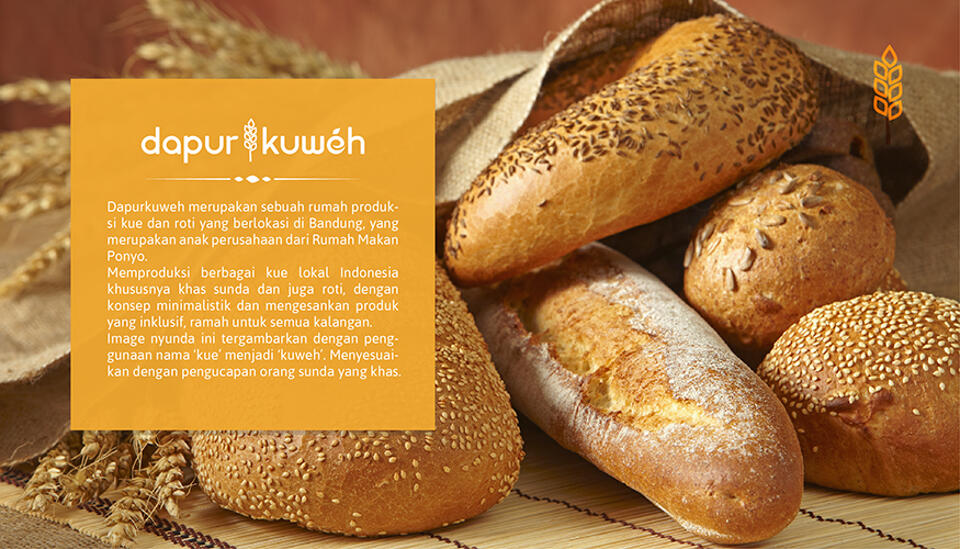 dapur kuwéh
Dapurkuweh merupakan sebuah rumah produk-
si kue dan roti yang berlokasi di Bandung, yang
merupakan anak perusahaan dari Rumah Makan
Ponyo.
Memproduksi berbagai kue lokal Indonesia
khususnya khas sunda dan juga roti, dengan
konsep minimalistik dan mengesankan produk
yang inklusif, ramah untuk semua kalangan.
Image nyunda ini tergambarkan dengan peng-
gunaan nama ‘kue’ menjadi ‘kuweh’. Menyesuai-
kan dengan pengucapan orang sunda yang khas.